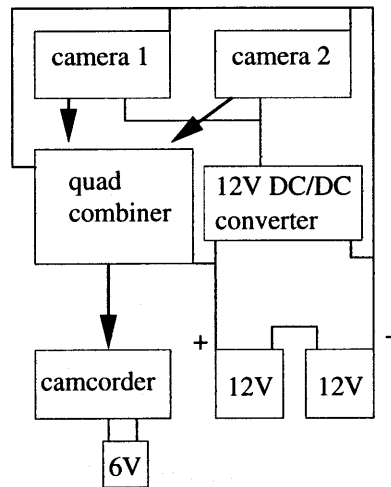 camera 1
camera 2
quad
combiner
12V DC/DC
converter
+
-
camcorder
12V
12V
6V